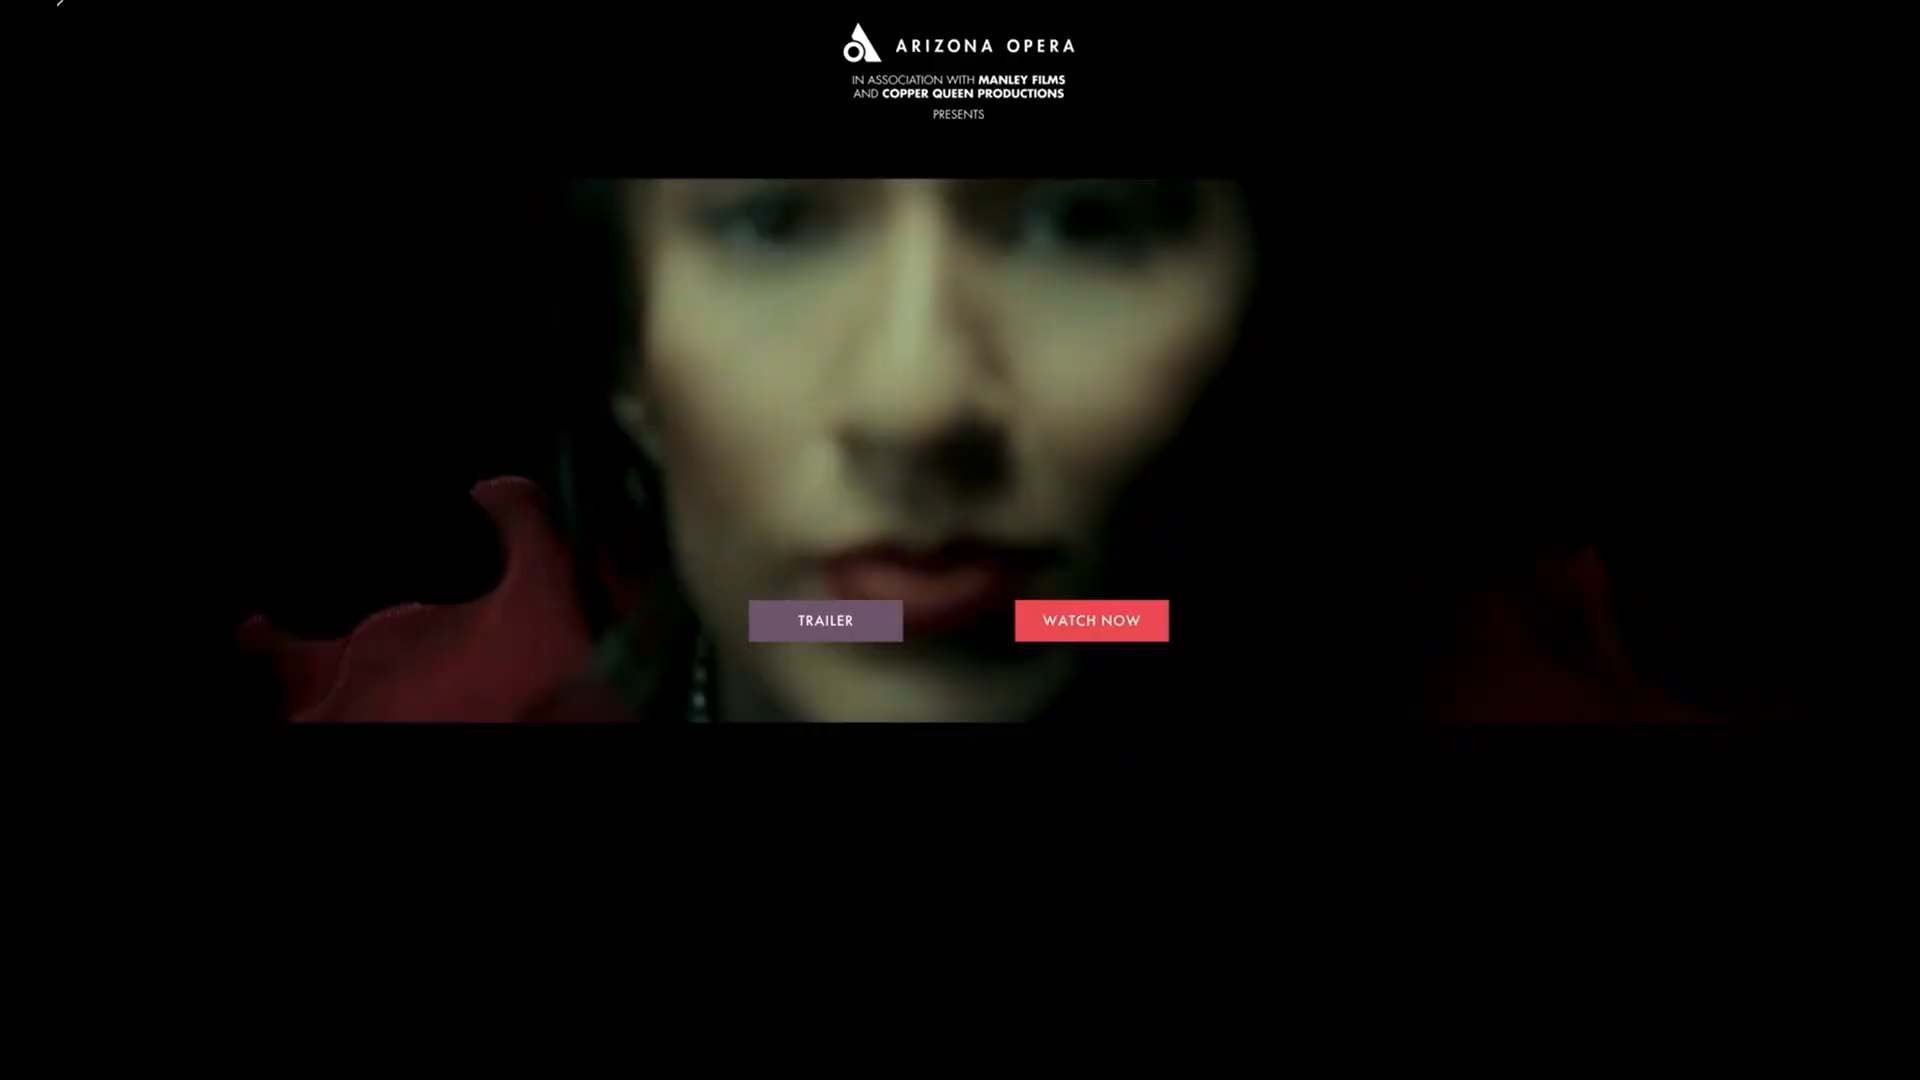 ARIZONA OPERA
IN ASSOCIATION WITH MANLEY FILMS
AND COPPER QUEEN PRODUCTIONS
PRESENTS
TRAILER
WATCH NOW